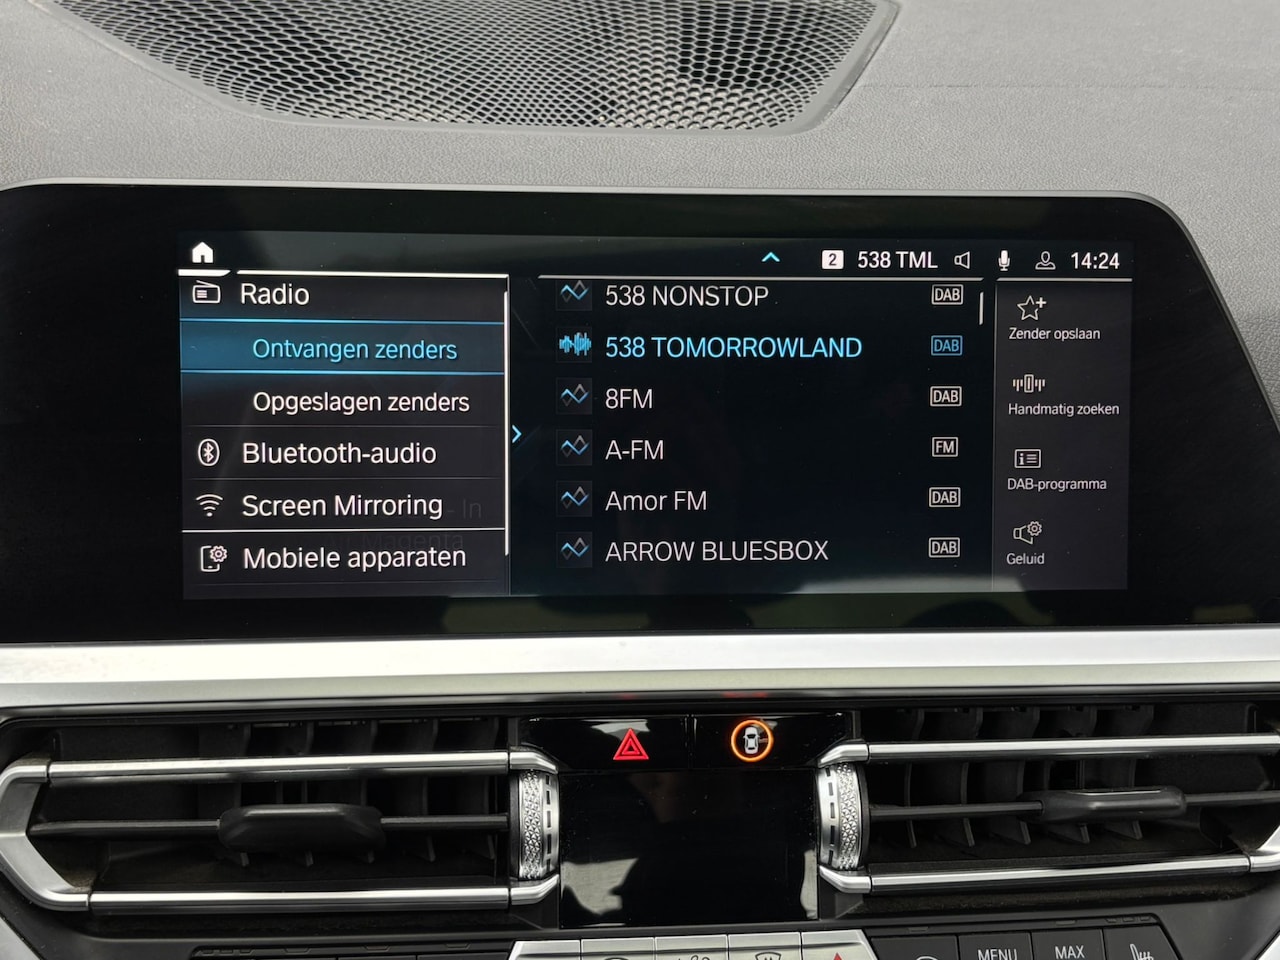 2 538 TML 14:24
Radio
Ontvangen zenders
Opgeslagen zenders
Bluetooth-audio
Screen Mirroring
Mobiele apparaten
538 NONSTOP DAB
538 TOMORROWLAND DAB
8FM DAB
A-FM FM
Amor FM DAB
ARROW BLUESBOX DAB
Zender opslaan
Handmatig zoeken
DAB-programma
Geluid
MENU
MAX